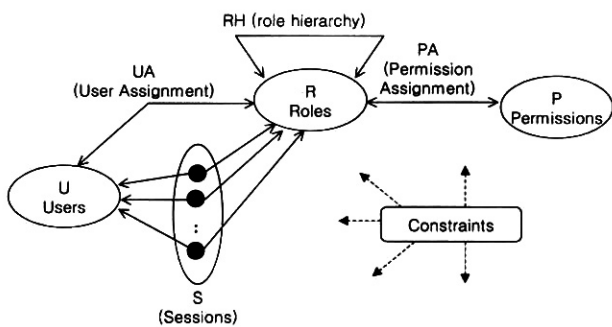 RH (role hierarchy)
UA
(User Assignment)
R
Roles
PA
(Permission
Assignment)
P
Permissions
U
Users
:
Constraints
S
(Sessions)